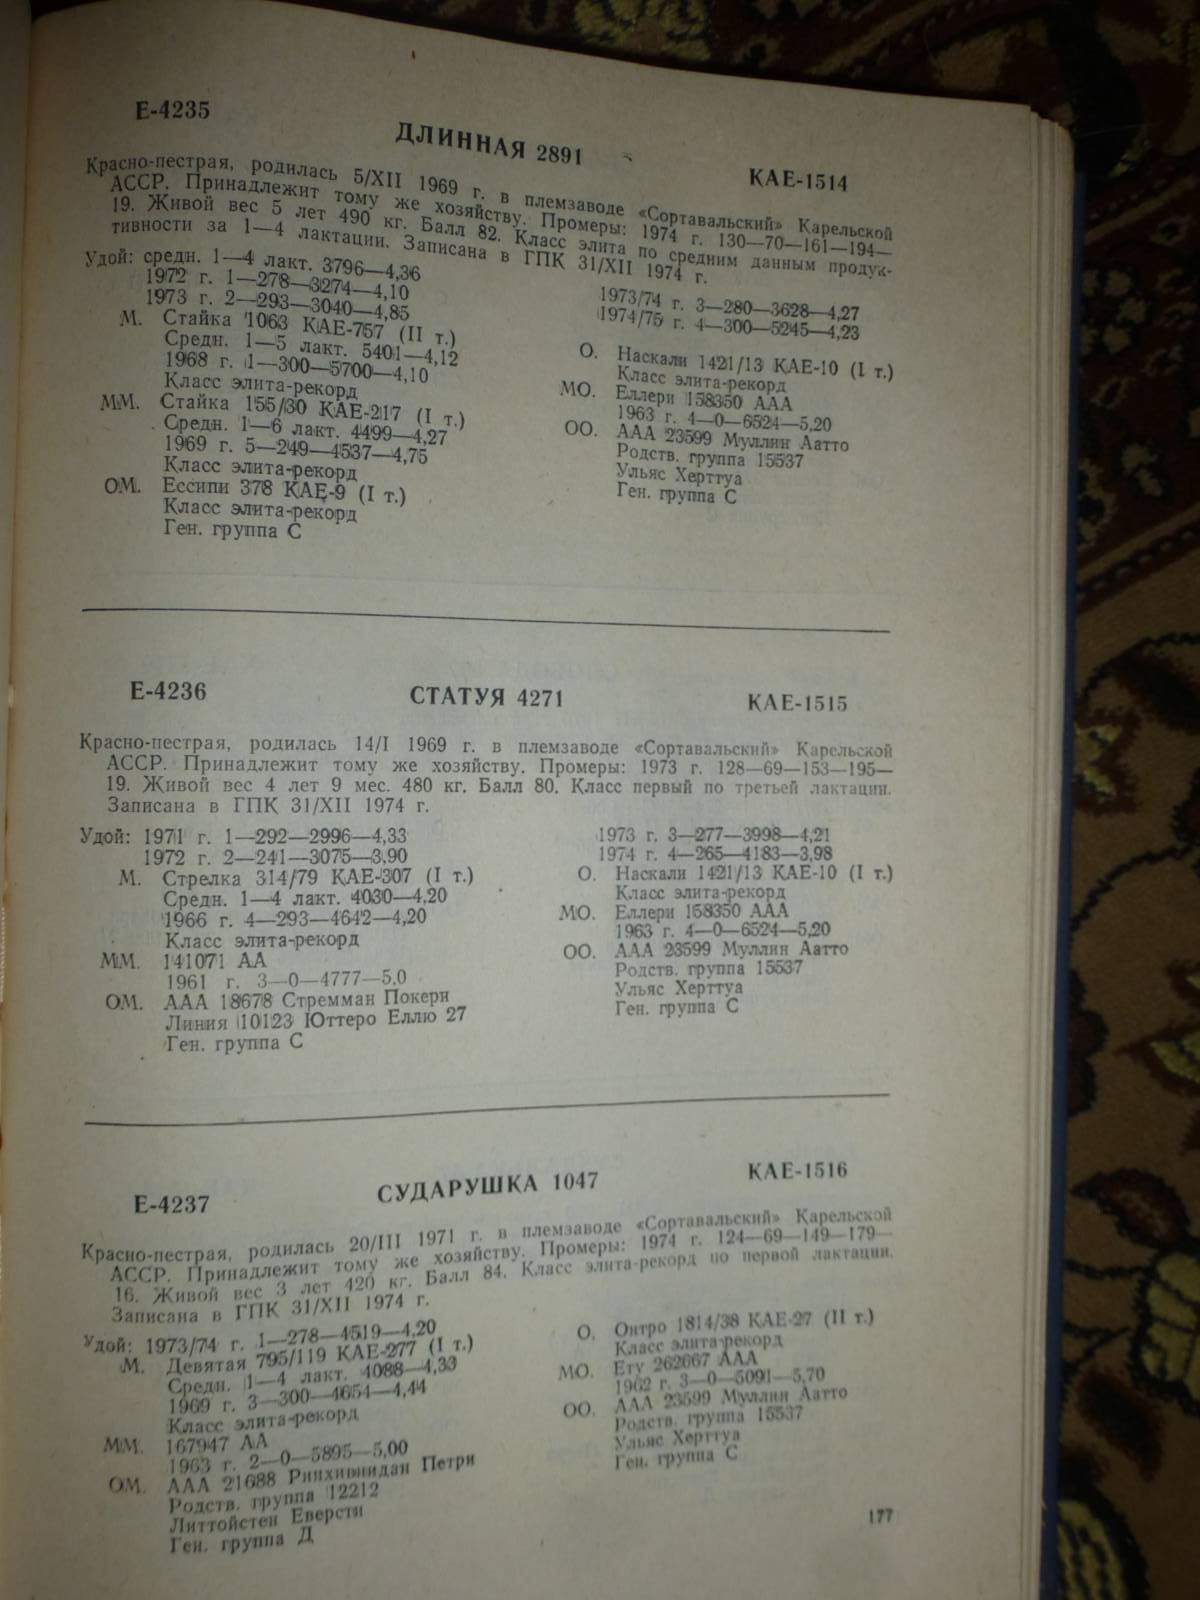 Е-4235
ДЛИННАЯ 2891
КАЕ-1514
Красно-пестрая, родилась 5/XII 1969 г. в племзаводе «Сортавальский» Карельской
АССР. Принадлежит тому же хозяйству. Промеры: 1974 г. 130—70—161—194—
19. Живой вес 5 лет 490 кг. Балл 82. Класс элита по средним данным продук-
тивности за 1—4 лактации. Записана в ГПК 31/XII 1974 г.
Удой: средн. 1—4 лакт. 3796—4,36
1972 г. 1—278—3274—4,10
1973 г. 2—293—3040—4,85
М. Стайка 1063 КАЕ-757 (II т.)
Средн. 1—5 лакт. 5401—4,12
1968 г. 1—300—5700—4,10
Класс элита-рекорд
ММ. Стайка 155/30 КАЕ-217 (I т.)
Средн. 1—6 лакт. 4499—4,27
1969 г. 5—249—4537—4,75
Класс элита-рекорд
ОМ. Ессипи 378 КАЕ-9 (I т.)
Класс элита-рекорд
Ген. группа С
1973/74 г. 3—280—3628—4,27
1974/75 г. 4—300—5245—4,23
О. Наскали 1421/13 КАЕ-10 (I т.)
Класс элита-рекорд
МО. Еллери 158350 ААА
1963 г. 4—0—6524—5,20
ОО. ААА 23599 Муллин Аатто
Родств. группа 15537
Ульяс Херттуа
Ген. группа С
Е-4236
СТАТУЯ 4271
КАЕ-1515
Красно-пестрая, родилась 14/I 1969 г. в племзаводе «Сортавальский» Карельской
АССР. Принадлежит тому же хозяйству. Промеры: 1973 г. 128—69—153—195—
19. Живой вес 4 лет 9 мес. 480 кг. Балл 80. Класс первый по третьей лактации.
Записана в ГПК 31/XII 1974 г.
Удой: 1971 г. 1—292—2996—4,33
1972 г. 2—241—3075—3,90
М. Стрелка 314/79 КАЕ-307 (I т.)
Средн. 1—4 лакт. 4030—4,20
1966 г. 4—293—4642—4,20
Класс элита-рекорд
ММ. 141071 АА
1961 г. 3—0—4777—5,0
ОМ. ААА 18678 Стремман Покери
Линия 10123 Юттеро Еллю 27
Ген. группа С
1973 г. 3—277—3998—4,21
1974 г. 4—265—4183—3,98
О. Наскали 1421/13 КАЕ-10 (I т.)
Класс элита-рекорд
МО. Еллери 158350 ААА
1963 г. 4—0—6524—5,20
ОО. ААА 23599 Муллин Аатто
Родств. группа 15537
Ульяс Херттуа
Ген. группа С
Е-4237
СУДАРУШКА 1047
КАЕ-1516
Красно-пестрая, родилась 20/III 1971 г. в племзаводе «Сортавальский» Карельской
АССР. Принадлежит тому же хозяйству. Промеры: 1974 г. 124—69—149—179—
16. Живой вес 3 лет 420 кг. Балл 84. Класс элита-рекорд по первой лактации.
Записана в ГПК 31/XII 1974 г.
Удой: 1973/74 г. 1—278—4519—4,20
М. Девятая 795/119 КАЕ-277 (I т.)
Средн. 1—4 лакт. 4088—4,33
1969 г. 3—300—4654—4,44
Класс элита-рекорд
ММ. 167947 АА
1963 г. 2—0—5895—5,00
ОМ. ААА 21688 Ринхивнидан Петри
Родств. группа 12212
Литтойстен Еверсти
Ген. группа Д
О. Онтро 1814/38 КАЕ-27 (II т.)
Класс элита-рекорд
МО. Ету 262667 ААА
1962 г. 3—0—5091—5,70
ОО. ААА 23599 Муллин Аатто
Родств. группа 15537
Ульяс Херттуа
Ген. группа С
177